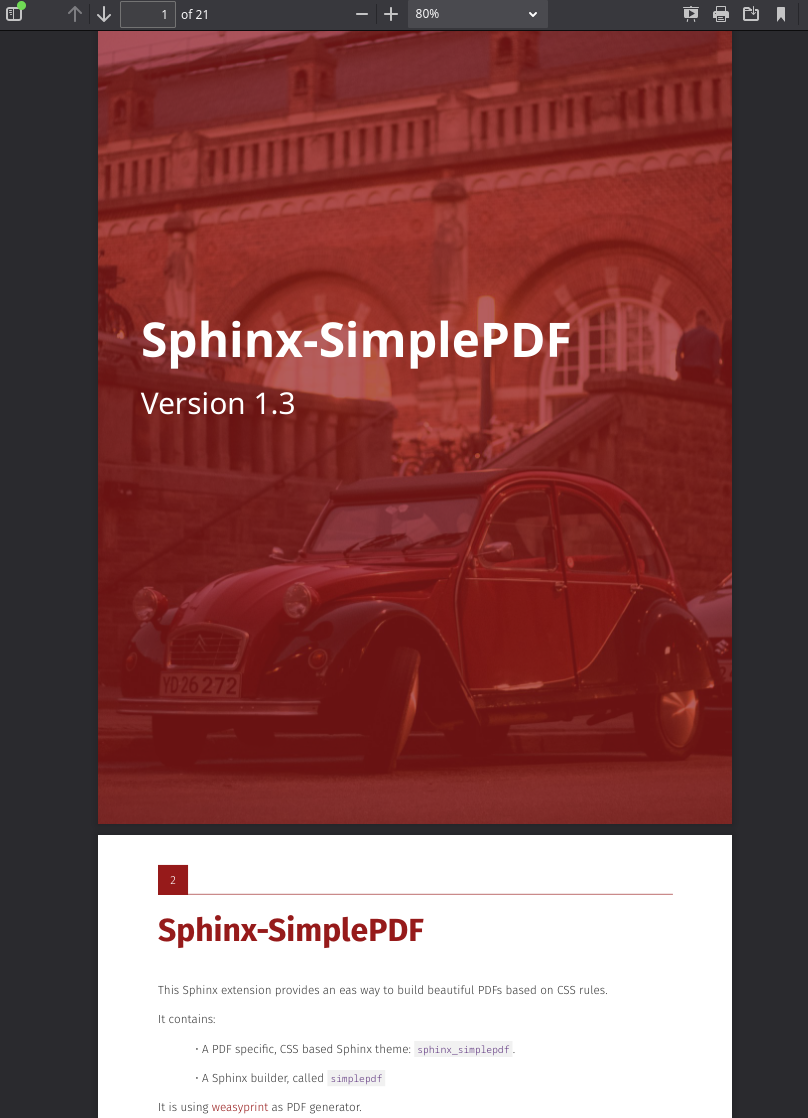 1 of 21 80%
Sphinx-SimplePDF
Version 1.3
YD 26 272
2
Sphinx-SimplePDF
This Sphinx extension provides an eas way to build beautiful PDFs based on CSS rules.
It contains:
• A PDF specific, CSS based Sphinx theme: sphinx_simplepdf.
• A Sphinx builder, called simplepdf
It is using weasyprint as PDF generator.